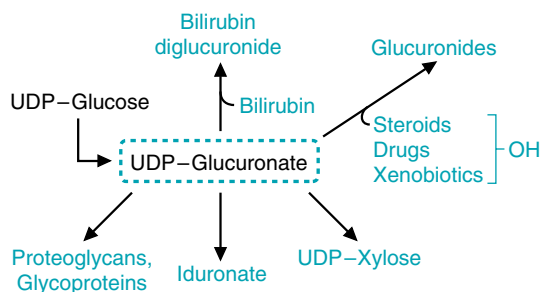 Bilirubin
diglucuronide
Glucuronides
UDP–Glucose
Bilirubin
Steroids
Drugs
Xenobiotics
OH
UDP–Glucuronate
Proteoglycans,
Glycoproteins
Iduronate
UDP–Xylose